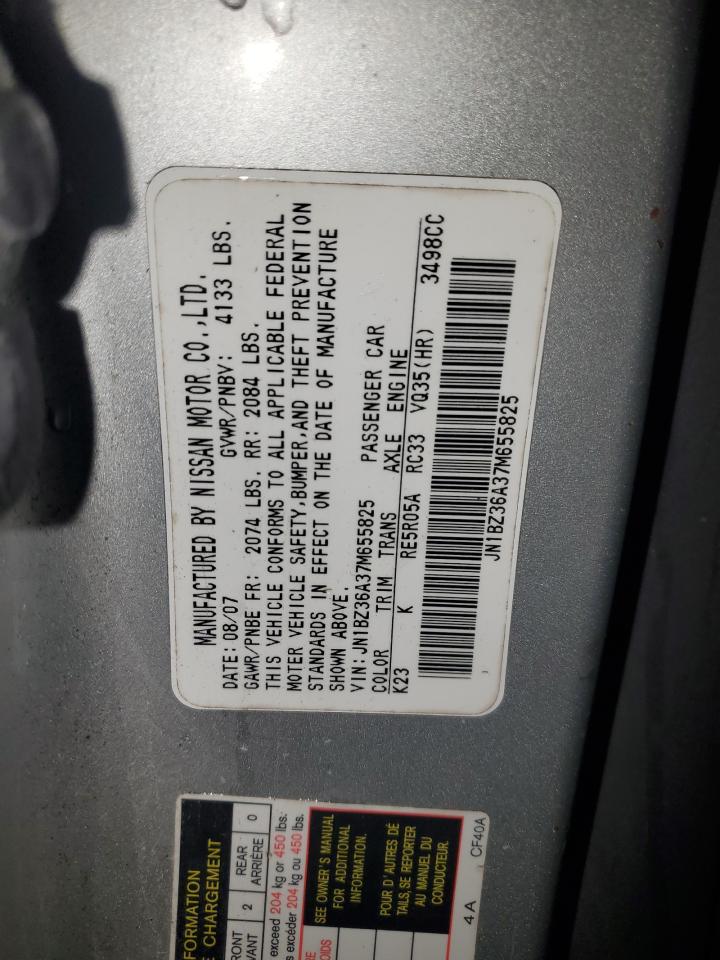 MANUFACTURED BY NISSAN MOTOR CO.,LTD.
DATE: 08/07 GVWR/PNBV: 4133 LBS.
GAWR/PNBE FR: 2074 LBS. RR: 2084 LBS.
THIS VEHICLE CONFORMS TO ALL APPLICABLE FEDERAL
MOTER VEHICLE SAFETY,BUMPER,AND THEFT PREVENTION
STANDARDS IN EFFECT ON THE DATE OF MANUFACTURE
SHOWN ABOVE.
VIN:JN1BZ36A37M655825 PASSENGER CAR
COLOR TRIM TRANS AXLE ENGINE
K23 K RE5R05A RC33 VQ35(HR) 3498CC
JN1BZ36A37M655825
FORMATION
E CHARGEMENT
RONT 2 REAR 0
VANT ARRIÈRE
exceed 204 kg or 450 lbs.
s excéder 204 kg ou 450 lbs.
SEE OWNER'S MANUAL
FOR ADDITIONAL
INFORMATION.
POUR D'AUTRES DÉ
TAILS, SE REPORTER
AU MANUEL DU
CONDUCTEUR.
RE
OIDS
4A CF40A